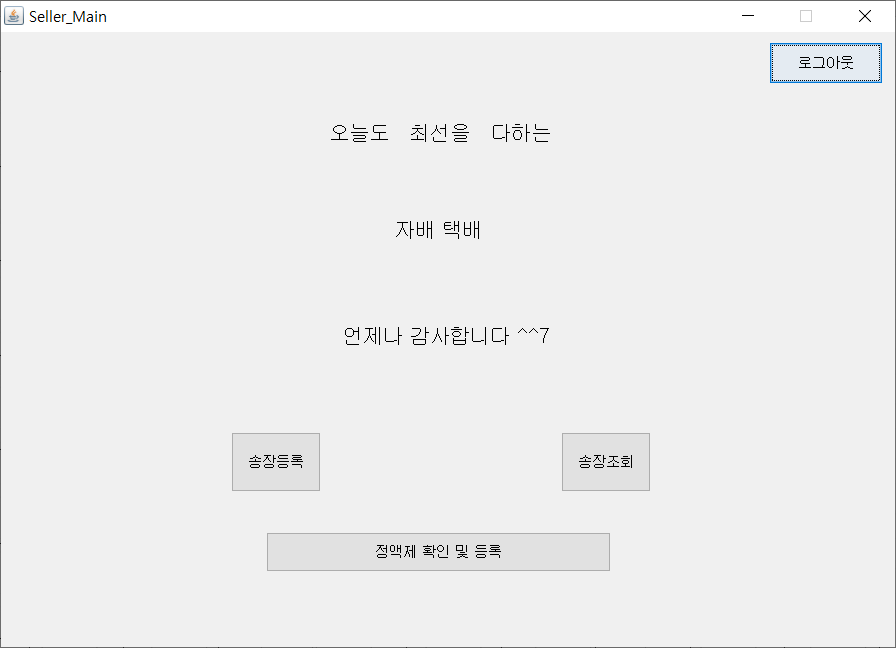 Seller_Main
로그아웃
오늘도 최선을 다하는
자배 택배
언제나 감사합니다 ^^7
송장등록 송장조회
정액제 확인 및 등록